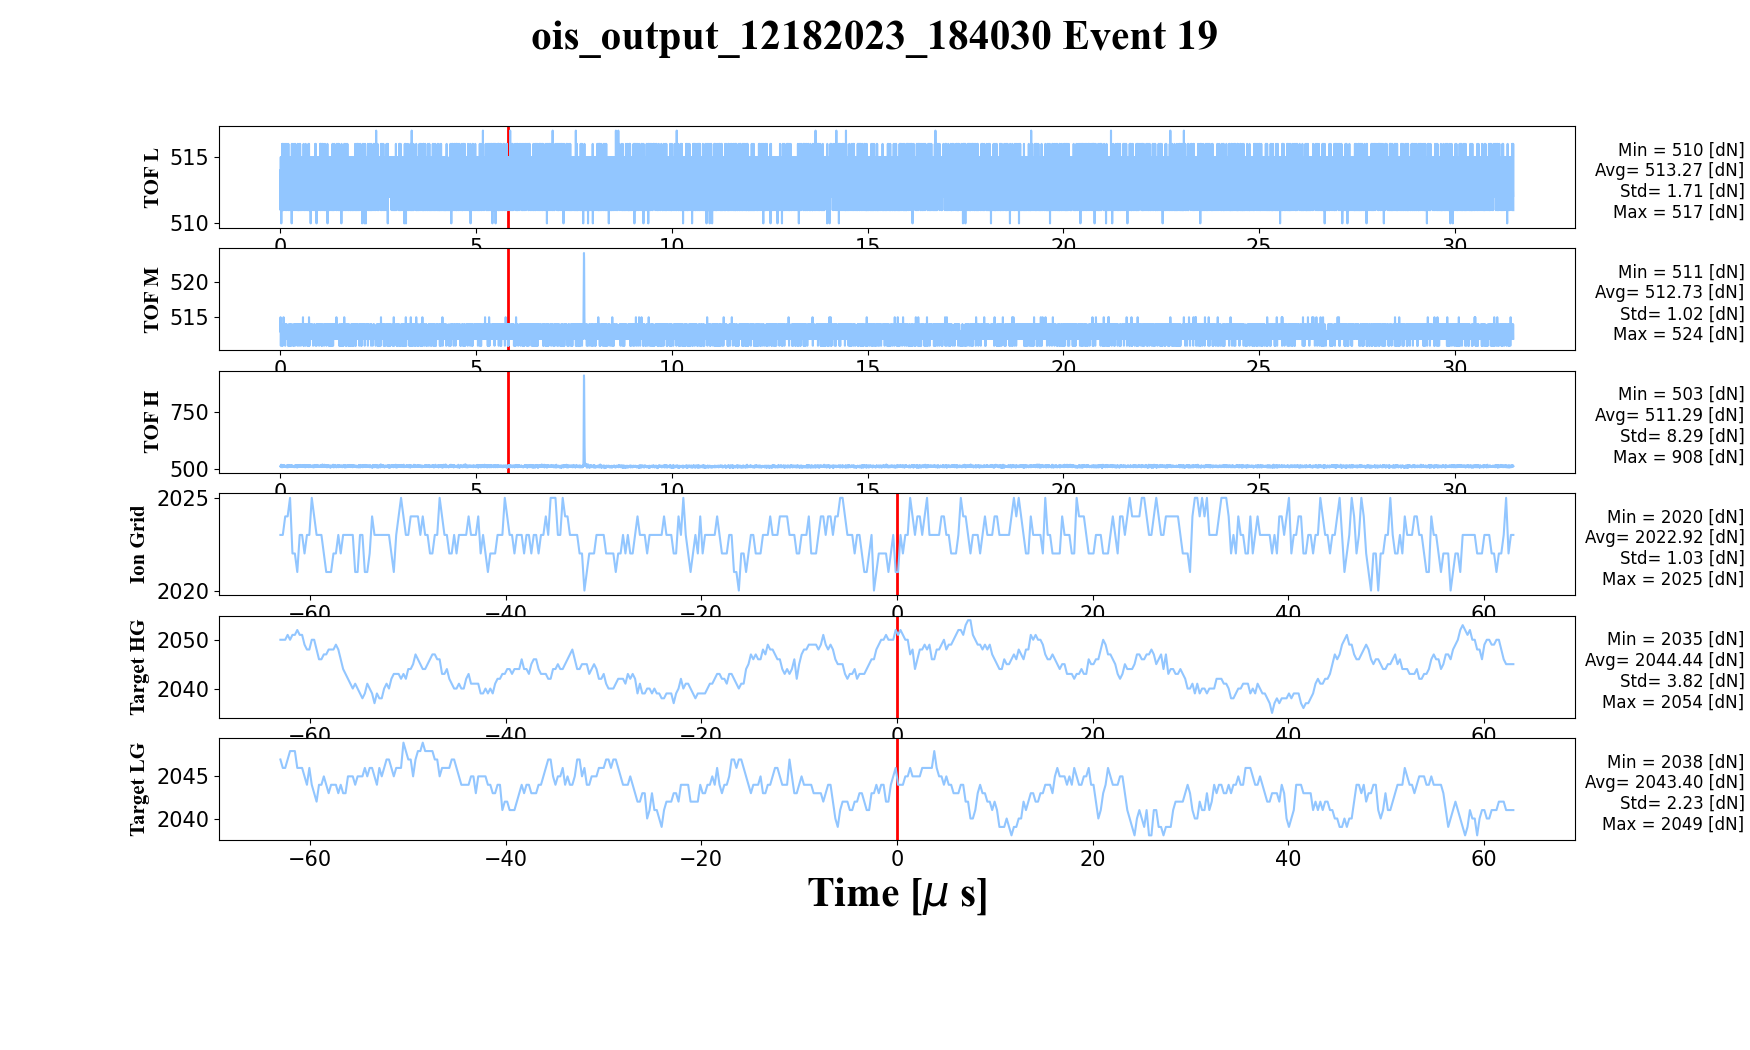 ois_output_12182023_184030 Event 19
TOF L
515
510
0 5 10 15 20 25 30
Min = 510 [dN]
Avg= 513.27 [dN]
Std= 1.71 [dN]
Max = 517 [dN]
TOF M
520
515
0 5 10 15 20 25 30
Min = 511 [dN]
Avg= 512.73 [dN]
Std= 1.02 [dN]
Max = 524 [dN]
TOF H
750
500
0 5 10 15 20 25 30
Min = 503 [dN]
Avg= 511.29 [dN]
Std= 8.29 [dN]
Max = 908 [dN]
Ion Grid
2025
2020
−60 −40 −20 0 20 40 60
Min = 2020 [dN]
Avg= 2022.92 [dN]
Std= 1.03 [dN]
Max = 2025 [dN]
Target HG
2050
2040
−60 −40 −20 0 20 40 60
Min = 2035 [dN]
Avg= 2044.44 [dN]
Std= 3.82 [dN]
Max = 2054 [dN]
Target LG
2045
2040
−60 −40 −20 0 20 40 60
Min = 2038 [dN]
Avg= 2043.40 [dN]
Std= 2.23 [dN]
Max = 2049 [dN]
Time [μ s]